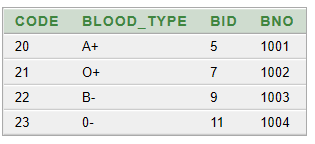 CODE BLOOD_TYPE BID BNO
20 A+ 5 1001
21 O+ 7 1002
22 B- 9 1003
23 0- 11 1004